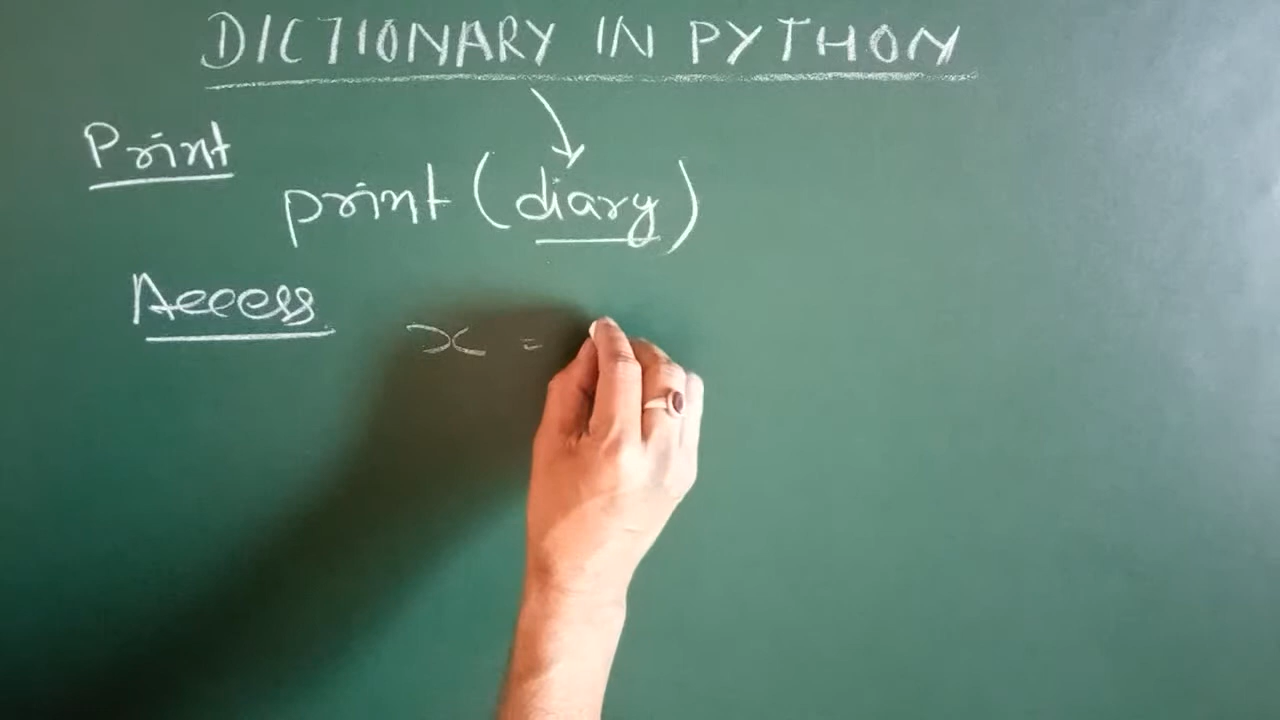 DICTIONARY IN PYTHON
Print
print (diary)
Access
x =